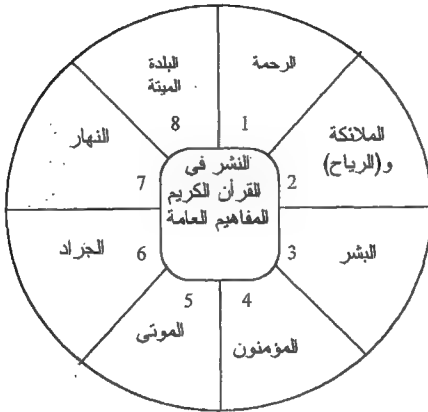 النشر في
القرآن الكريم
المفاهيم العامة
الرحمة
1
الملائكة
و(الرياح)
2
البشر
3
المؤمنون
4
الموتى
5
الجراد
6
النهار
7
البلدة
الميتة
8